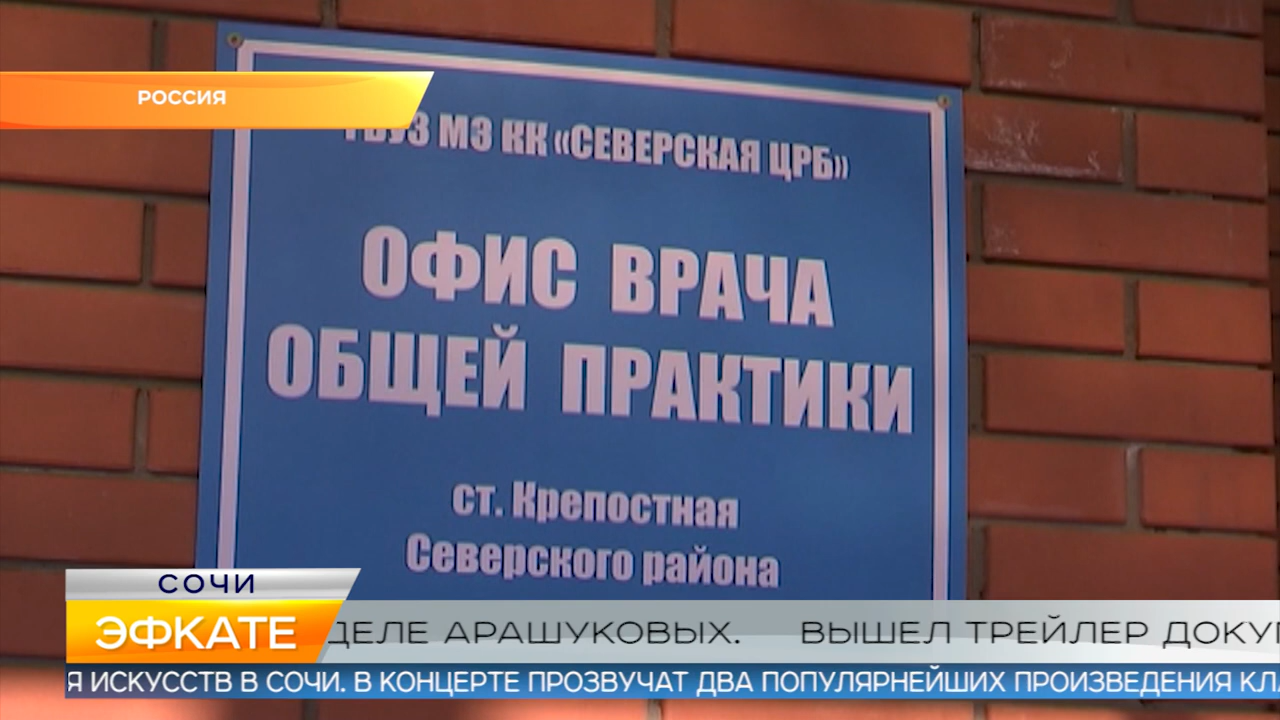 РОССИЯ
ГБУЗ МЗ КК «СЕВЕРСКАЯ ЦРБ»
ОФИС ВРАЧА
ОБЩЕЙ ПРАКТИКИ
ст. Крепостная
Северского района
СОЧИ
ЭФКАТЕ
ДЕЛЕ АРАШУКОВЫХ. ВЫШЕЛ ТРЕЙЛЕР ДОКУ
Я ИСКУССТВ В СОЧИ. В КОНЦЕРТЕ ПРОЗВУЧАТ ДВА ПОПУЛЯРНЕЙШИХ ПРОИЗВЕДЕНИЯ КЛА